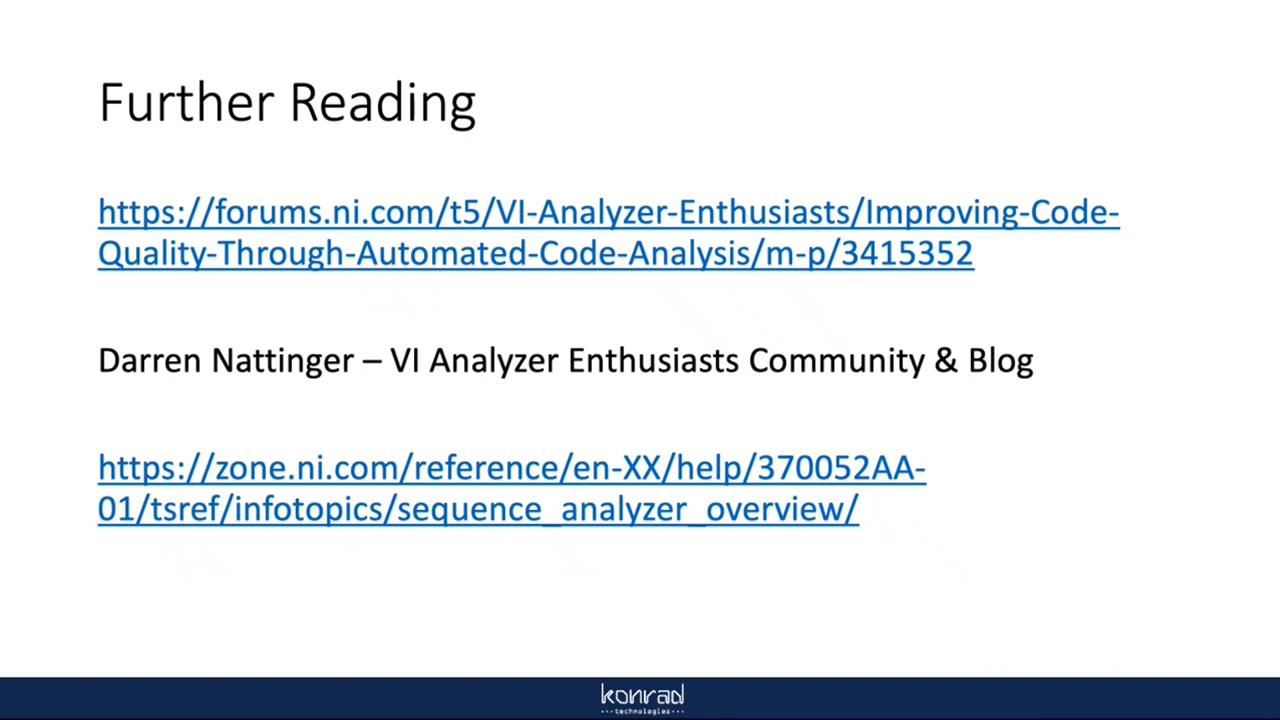 Further Reading
https://forums.ni.com/t5/VI-Analyzer-Enthusiasts/Improving-Code-
Quality-Through-Automated-Code-Analysis/m-p/3415352
Darren Nattinger – VI Analyzer Enthusiasts Community & Blog
https://zone.ni.com/reference/en-XX/help/370052AA-
01/tsref/infotopics/sequence_analyzer_overview/
konrad
technologies